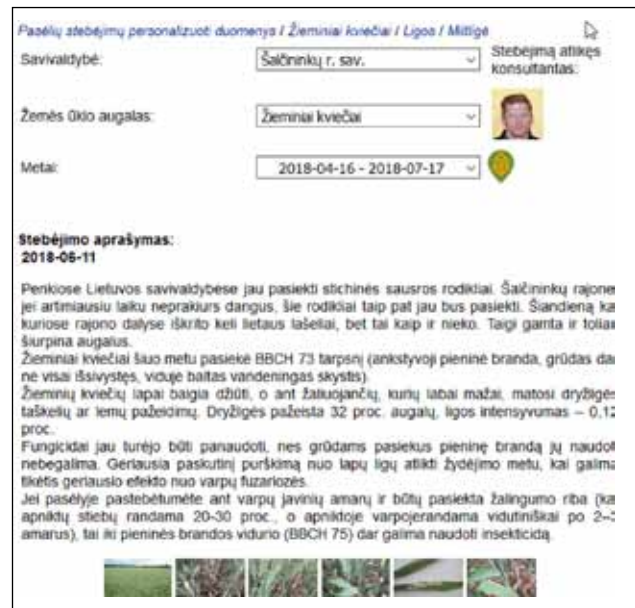 Pasėlių stebėjimų personalizuoti duomenys / Žieminiai kviečiai / Ligos / Miltligė
Savivaldybė:
Šalčininkų r. sav.
Stebėjimą atlikęs
konsultantas:
Žemės ūkio augalas:
Žieminiai kviečiai
Metai:
2018-04-16 - 2018-07-17
Stebėjimo aprašymas:
2018-06-11
Penkiose Lietuvos savivaldybėse jau pasiekti stichinės sausros rodikliai. Šalčininkų rajone,
jei artimiausiu laiku neprakiurs dangus, šie rodikliai taip pat jau bus pasiekti. Šiandieną kai
kuriose rajono dalyse iškrito keli lietaus lašeliai, bet tai kaip ir nieko. Taigi gamta ir toliau
šiurpina augalus.
Žieminiai kviečiai šiuo metu pasiekė BBCH 73 tarpsnį (ankstyvoji pieninė branda, grūdas dar
ne visai išsivystęs, viduje baltas vandeningas skystis).
Žieminių kviečių lapai baigia džiūti, o ant žaliuojančių, kurių labai mažai, matosi dryžligės
taškelių ar lėmų pažeidimų. Dryžligės pažeista 32 proc. augalų, ligos intensyvumas – 0,12
proc.
Fungicidai jau turėjo būti panaudoti, nes grūdams pasiekus pieninę brandą jų naudoti
nebegalima. Geriausia paskutinį purškimą nuo lapų ligų atlikti žydėjimo metu, kai galima
tikėtis geriausio efekto nuo varpų fuzariozės.
Jei pasėlyje pastebėtumėte ant varpų javinių amarų ir būtų pasiekta žalingumo riba (kai
apniktų stiebų randama 20-30 proc., o apniktoje varpojerandama vidutiniškai po 2–3
amarus), tai iki pieninės brandos vidurio (BBCH 75) dar galima naudoti insekticidą.